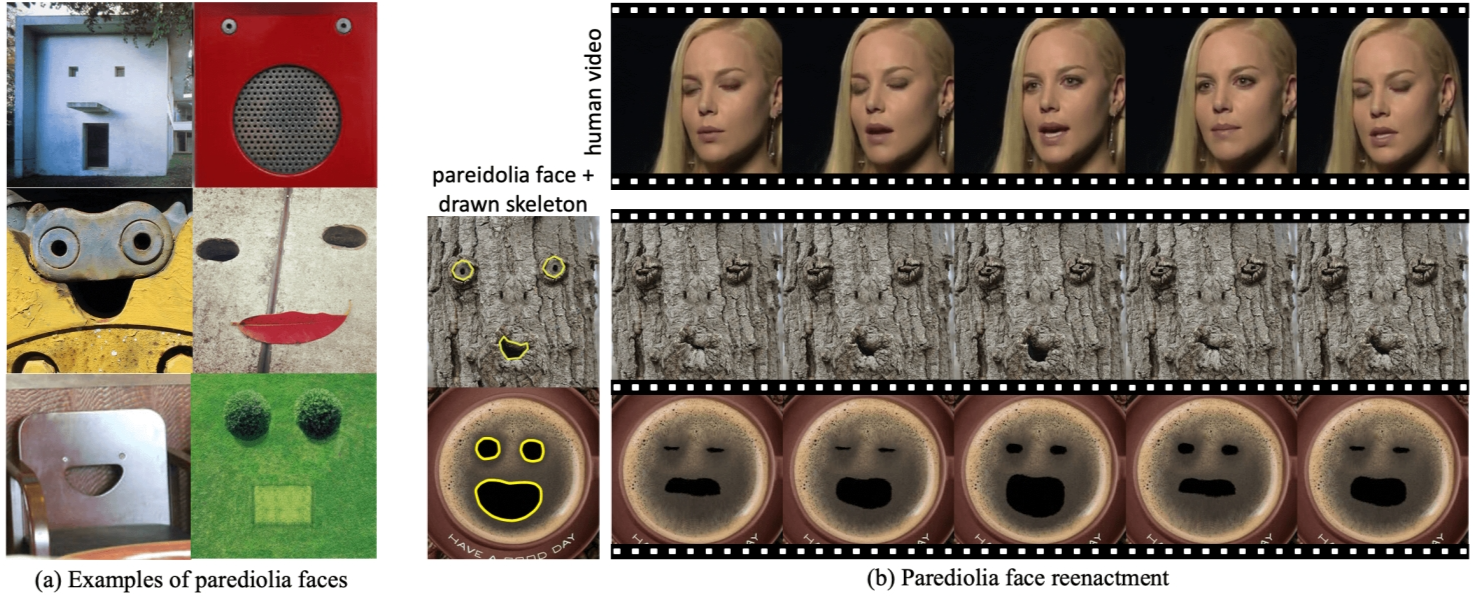 human video
pareidolia face +
drawn skeleton
HAVE A GOOD DAY
(a) Examples of parediolia faces
(b) Parediolia face reenactment